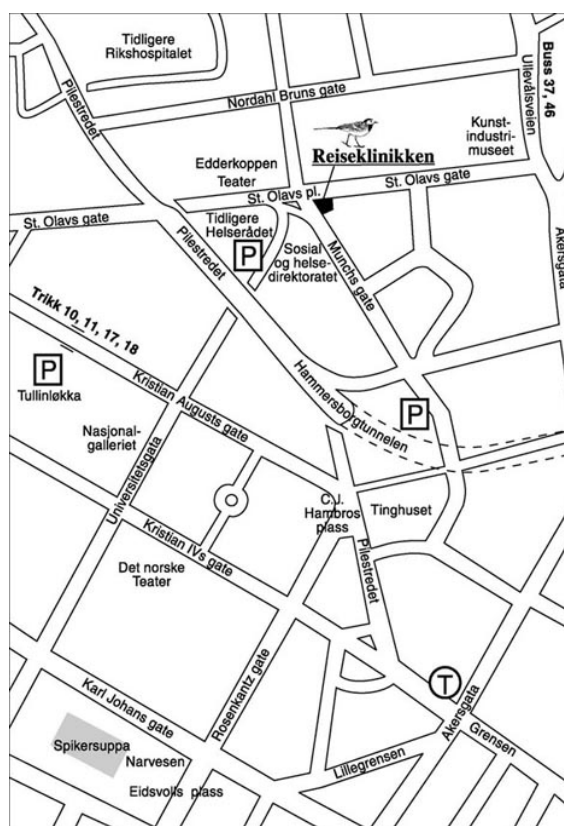 Tidligere
Rikshospitalet
Pilestredet
Nordahl Bruns gate
Ullevålsveien
Buss 37, 46
Kunst-
industri-
museet
Reiseklinikken
Edderkoppen
Teater
St. Olavs pl.
St. Olavs gate
St. Olavs gate
Tidligere
Helserådet
P
Pilestredet
Sosial
og helse-
direktoratet
Munchs gate
Akersgata
Trikk 10, 11, 17, 18
P
Tullinløkka
Kristian Augusts gate
Hammersborgtunnelen
P
Nasjonal-
galleriet
Universitetsgata
C.J.
Hambros
plass
Tinghuset
Kristian IVs gate
Det norske
Teater
Pilestredet
Rosenkantz gate
T
Akersgata
Karl Johans gate
Grensen
Lillegrensen
Spikersuppa
Narvesen
Eidsvolls plass